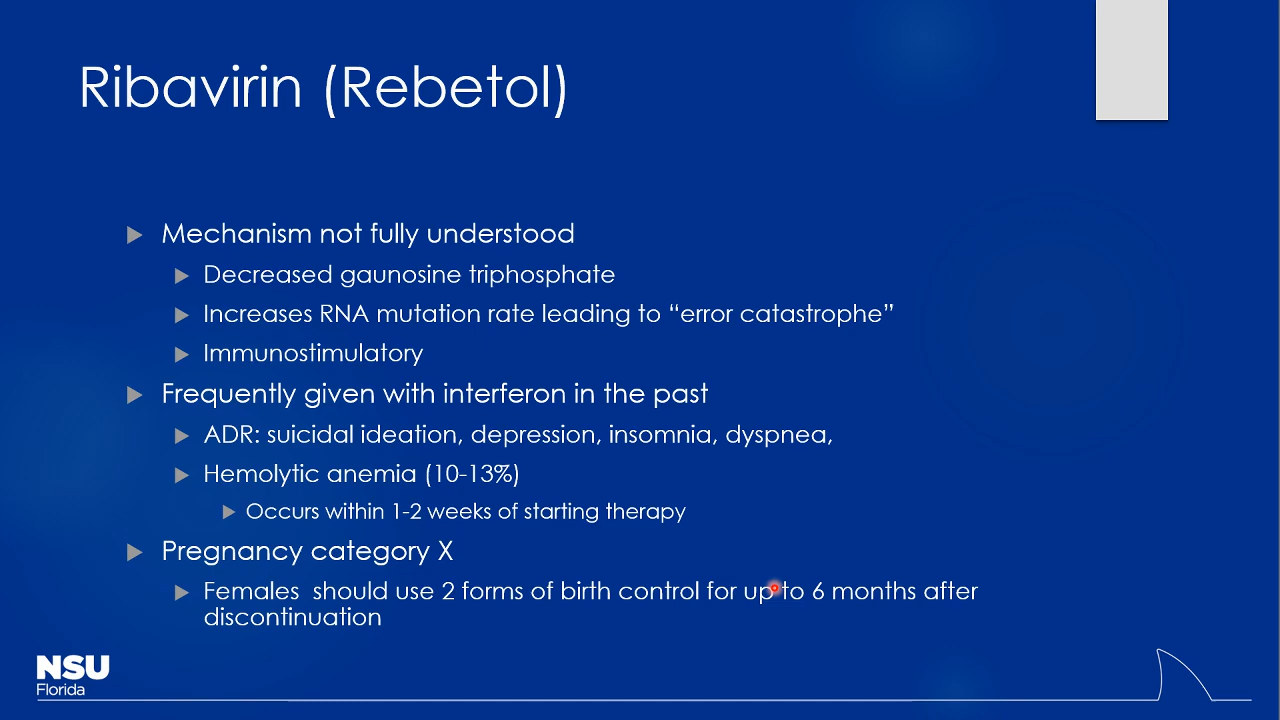 Ribavirin (Rebetol)
Mechanism not fully understood
Decreased gaunosine triphosphate
Increases RNA mutation rate leading to “error catastrophe”
Immunostimulatory
Frequently given with interferon in the past
ADR: suicidal ideation, depression, insomnia, dyspnea,
Hemolytic anemia (10-13%)
Occurs within 1-2 weeks of starting therapy
Pregnancy category X
Females  should use 2 forms of birth control for up to 6 months after
discontinuation
NSU
Florida